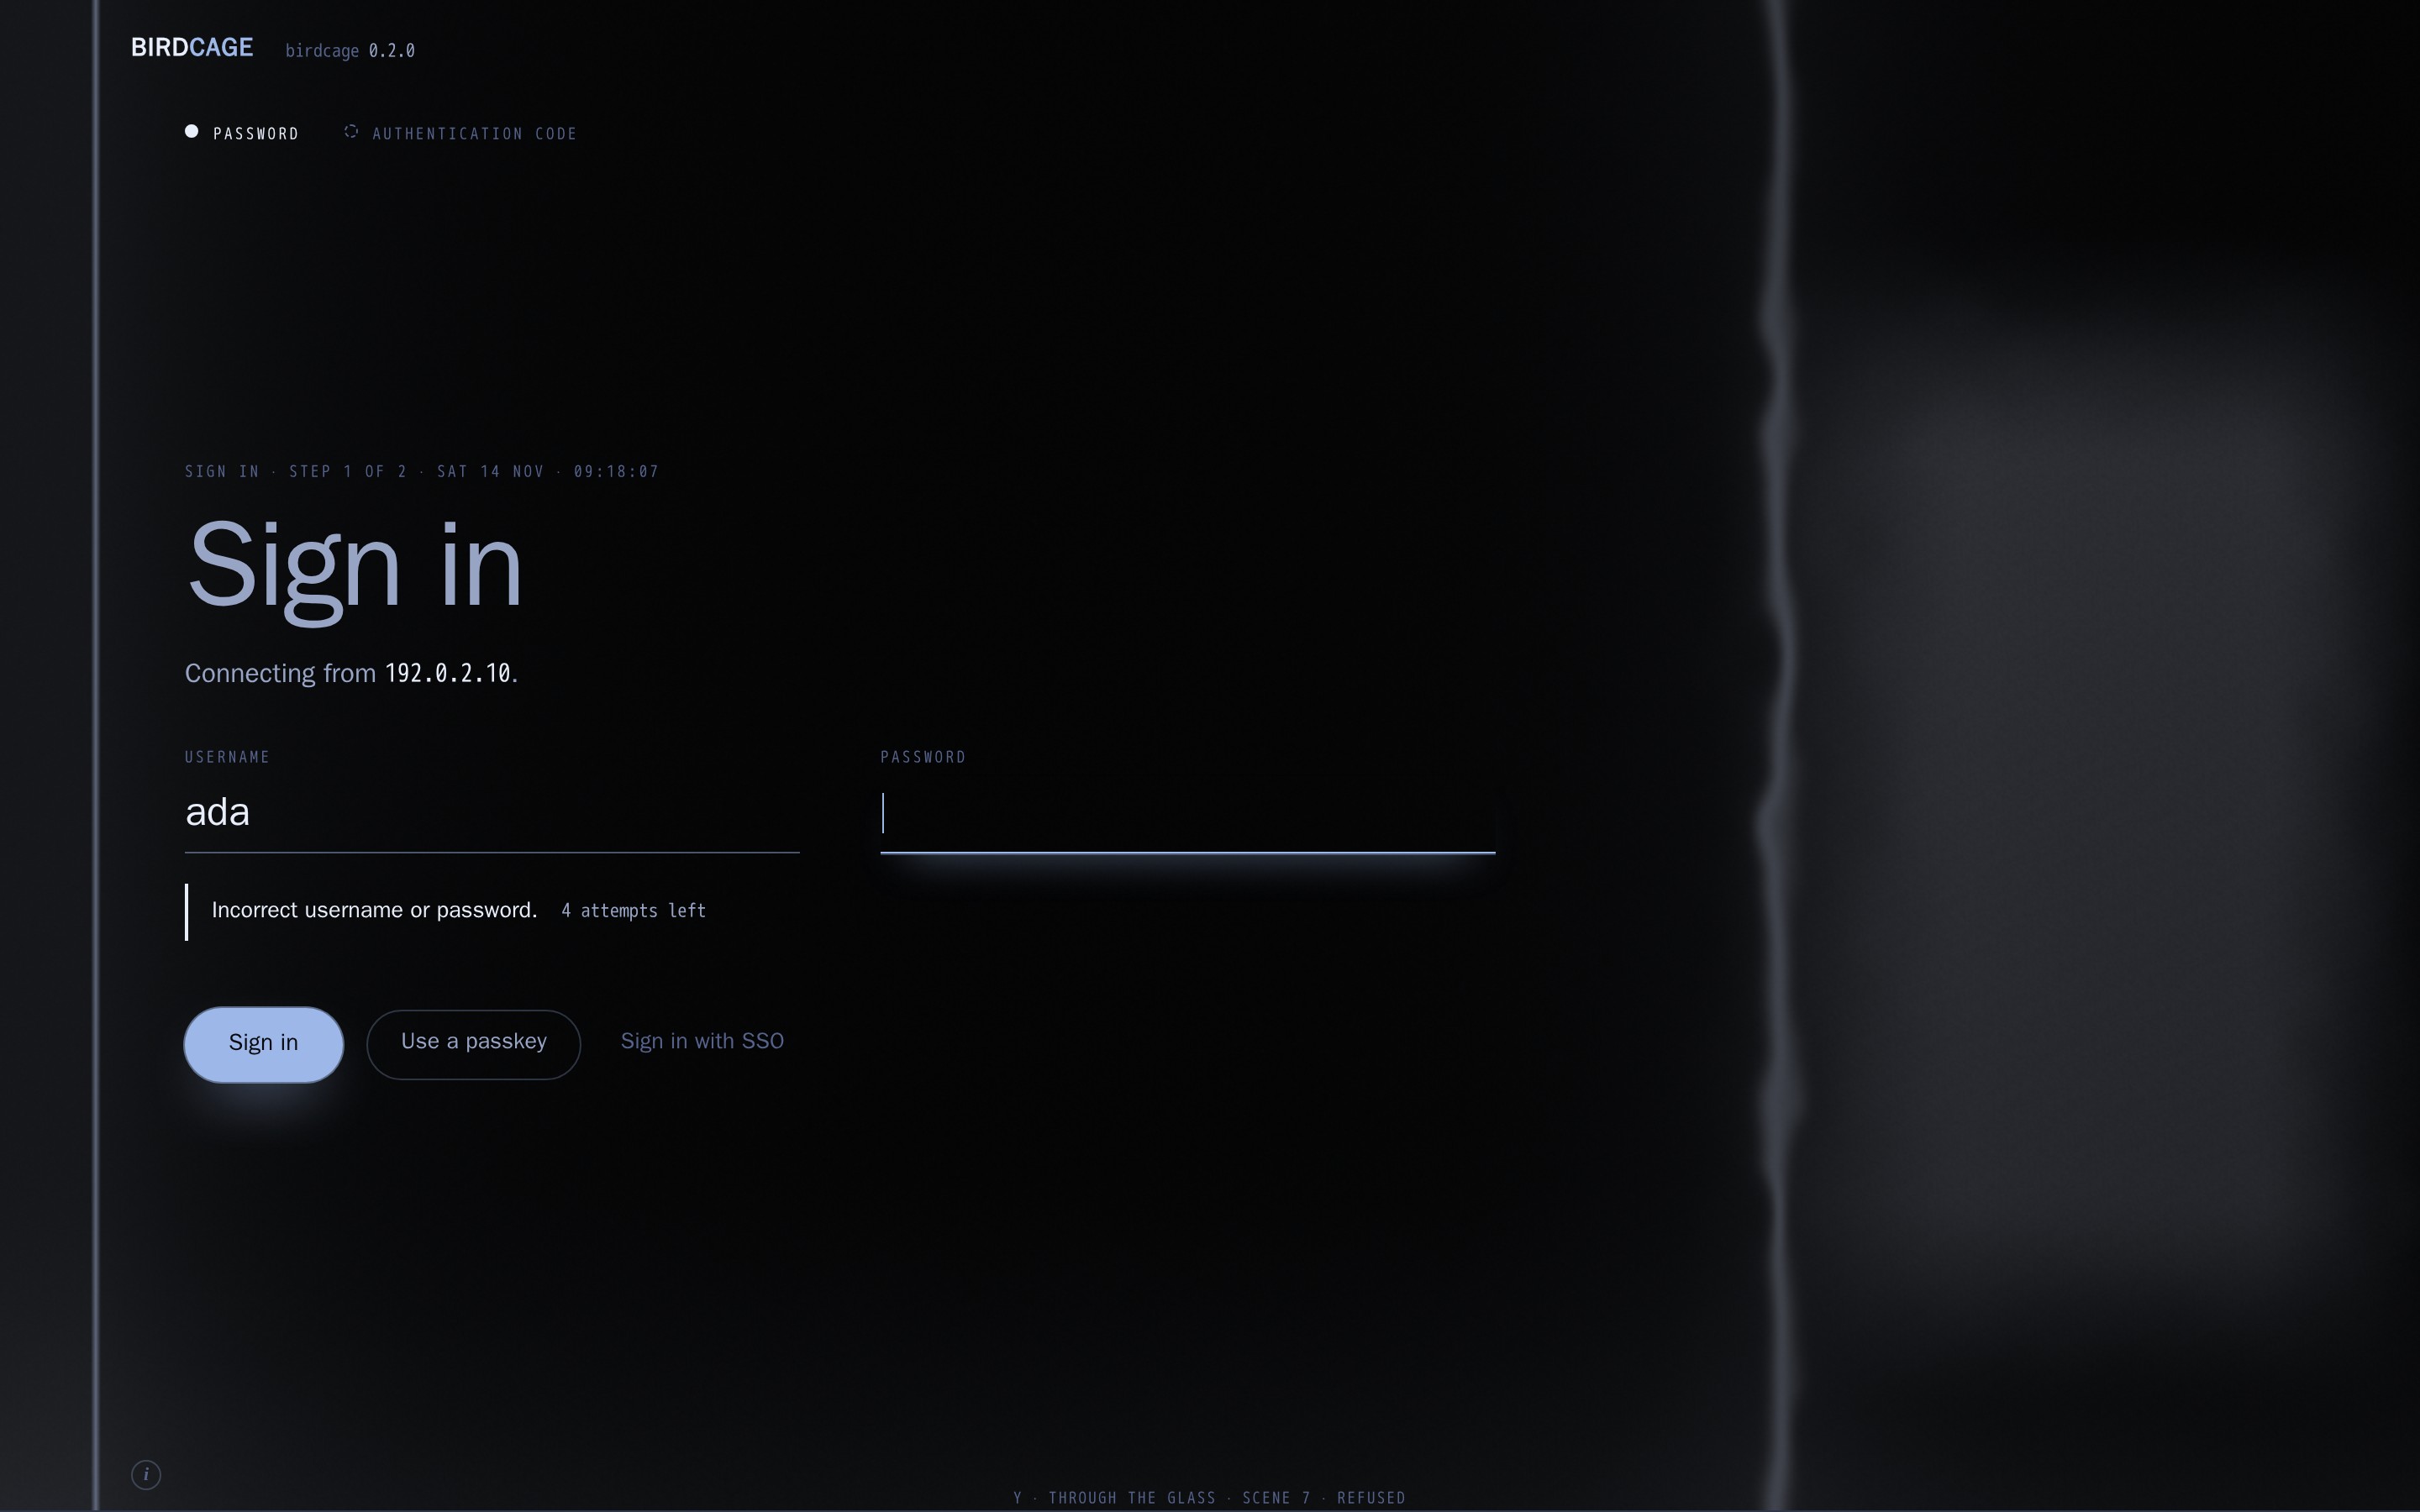 BIRDCAGE birdcage 0.2.0
PASSWORD AUTHENTICATION CODE
SIGN IN · STEP 1 OF 2 · SAT 14 NOV · 09:18:07
Sign in
Connecting from 192.0.2.10.
USERNAME PASSWORD
ada
Incorrect username or password. 4 attempts left
Sign in Use a passkey Sign in with SSO
i
Y · THROUGH THE GLASS · SCENE 7 · REFUSED